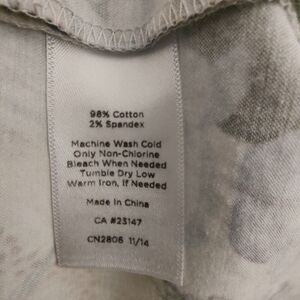 98% Cotton
2% Spandex
Machine Wash Cold
Only Non-Chlorine
Bleach When Needed
Tumble Dry Low
Warm Iron, If Needed
Made in China
CA #23147
CN2806 11/14